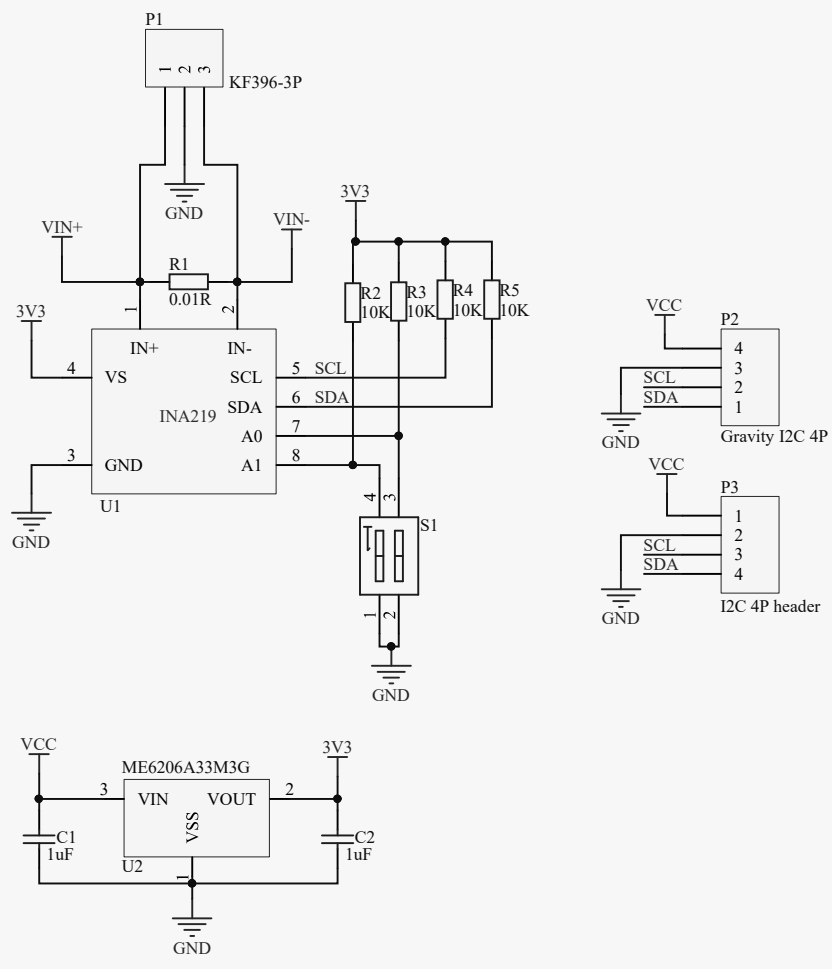 P1
1 2 3
KF396-3P
GND
VIN+
VIN-
3V3
R1
0.01R
1
2
3V3
R2
10K
R3
10K
R4
10K
R5
10K
IN+
IN-
4
VS
SCL
5
SCL
INA219
SDA
6
SDA
A0
7
3
GND
A1
8
U1
GND
4
3
S1
1
2
GND
VCC
P2
4
3
SCL
2
SDA
1
GND
Gravity I2C 4P
VCC
P3
1
2
SCL
3
SDA
4
GND
I2C 4P header
VCC
ME6206A33M3G
3V3
3
VIN
VOUT
2
VSS
C1
1uF
C2
1uF
U2
1
GND